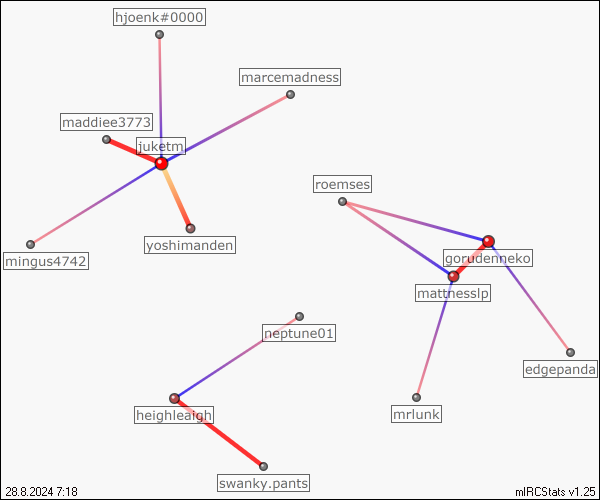 hjoenk#0000
marcemadness
maddiee3773
juketm
roemses
yoshimanden
mingus4742
gorudenneko
mattnesslp
neptune01
edgepanda
heighleaigh
mrlunk
swanky.pants
28.8.2024 7:18
mIRCStats v1.25